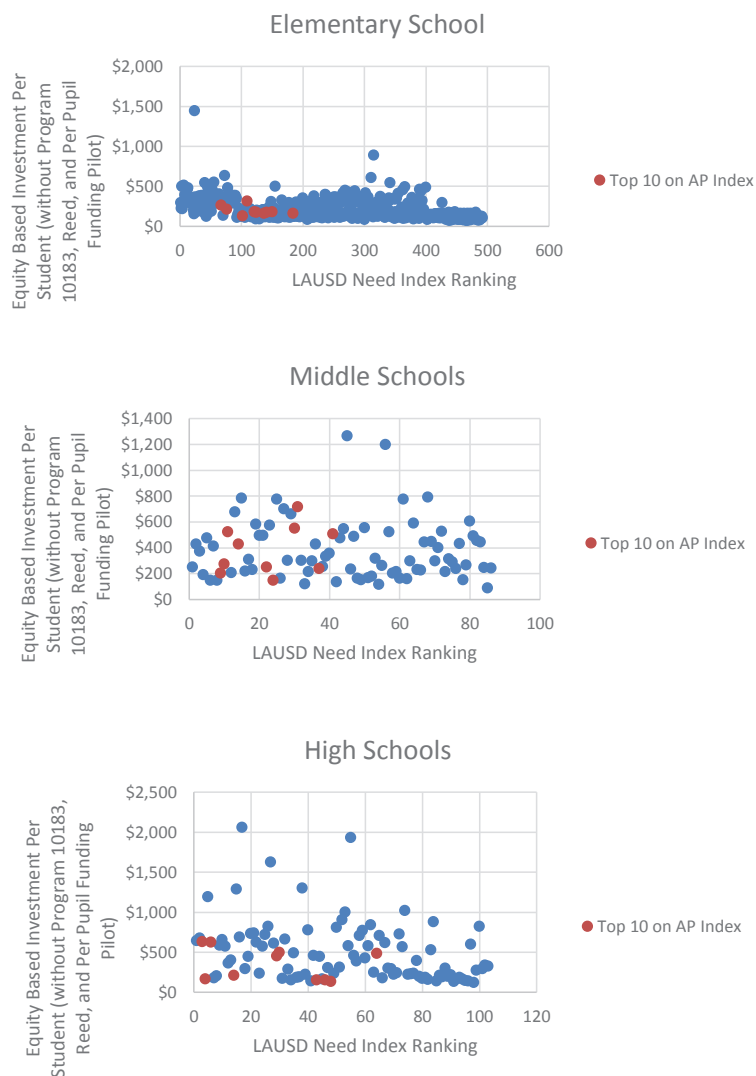 Elementary School
Equity Based Investment Per
Student (without Program
10183, Reed, and Per Pupil
Funding Pilot)
$2,000
$1,500
$1,000
$500
$0
0 100 200 300 400 500 600
LAUSD Need Index Ranking
Top 10 on AP Index
Middle Schools
Equity Based Investment Per
Student (without Program
10183, Reed, and Per Pupil
Funding Pilot)
$1,400
$1,200
$1,000
$800
$600
$400
$200
$0
0 20 40 60 80 100
LAUSD Need Index Ranking
Top 10 on AP Index
High Schools
Equity Based Investment Per
Student (without Program 10183,
Reed, and Per Pupil Funding
Pilot)
$2,500
$2,000
$1,500
$1,000
$500
$0
0 20 40 60 80 100 120
LAUSD Need Index Ranking
Top 10 on AP Index